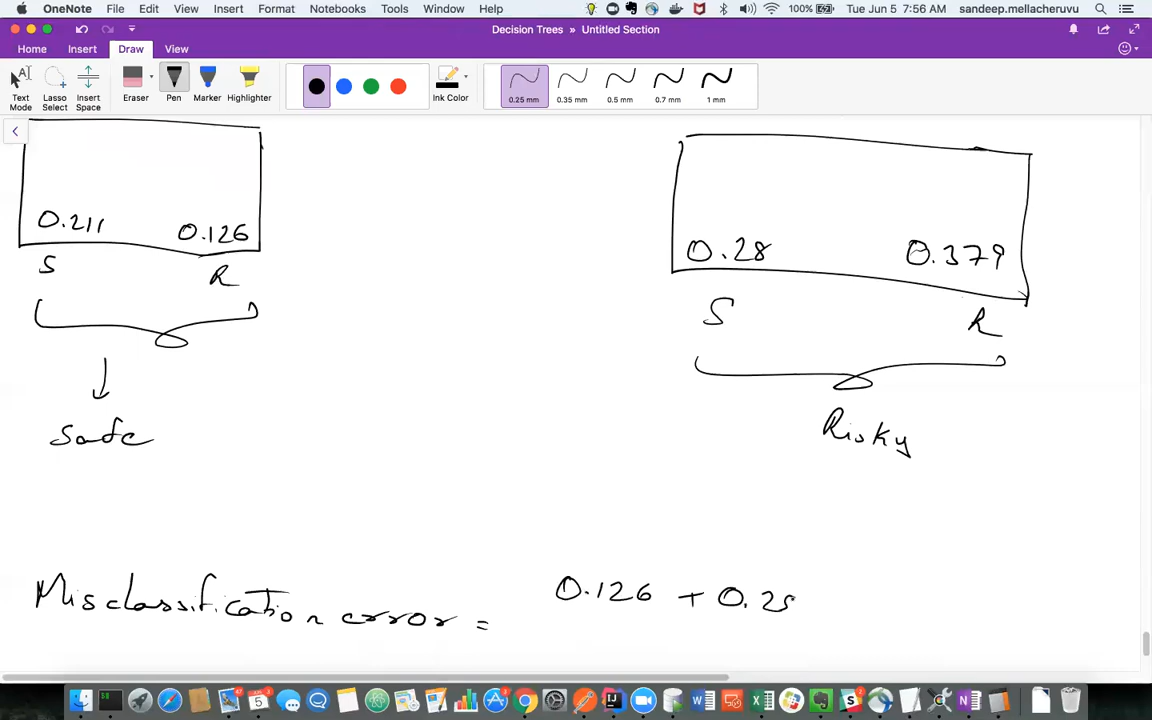 OneNote File Edit View Insert Format Notebooks Tools Window Help 100% Tue Jun 5 7:56 AM sandeep.mellacheruvu
Decision Trees » Untitled Section
Home Insert Draw View
Text Mode Lasso Select Insert Space Eraser Pen Marker Highlighter Ink Color 0.25 mm 0.35 mm 0.5 mm 0.7 mm 1 mm
0.211 0.126 0.28 0.379
S R S R
Safe Risky
Misclassification error = 0.126 + 0.28